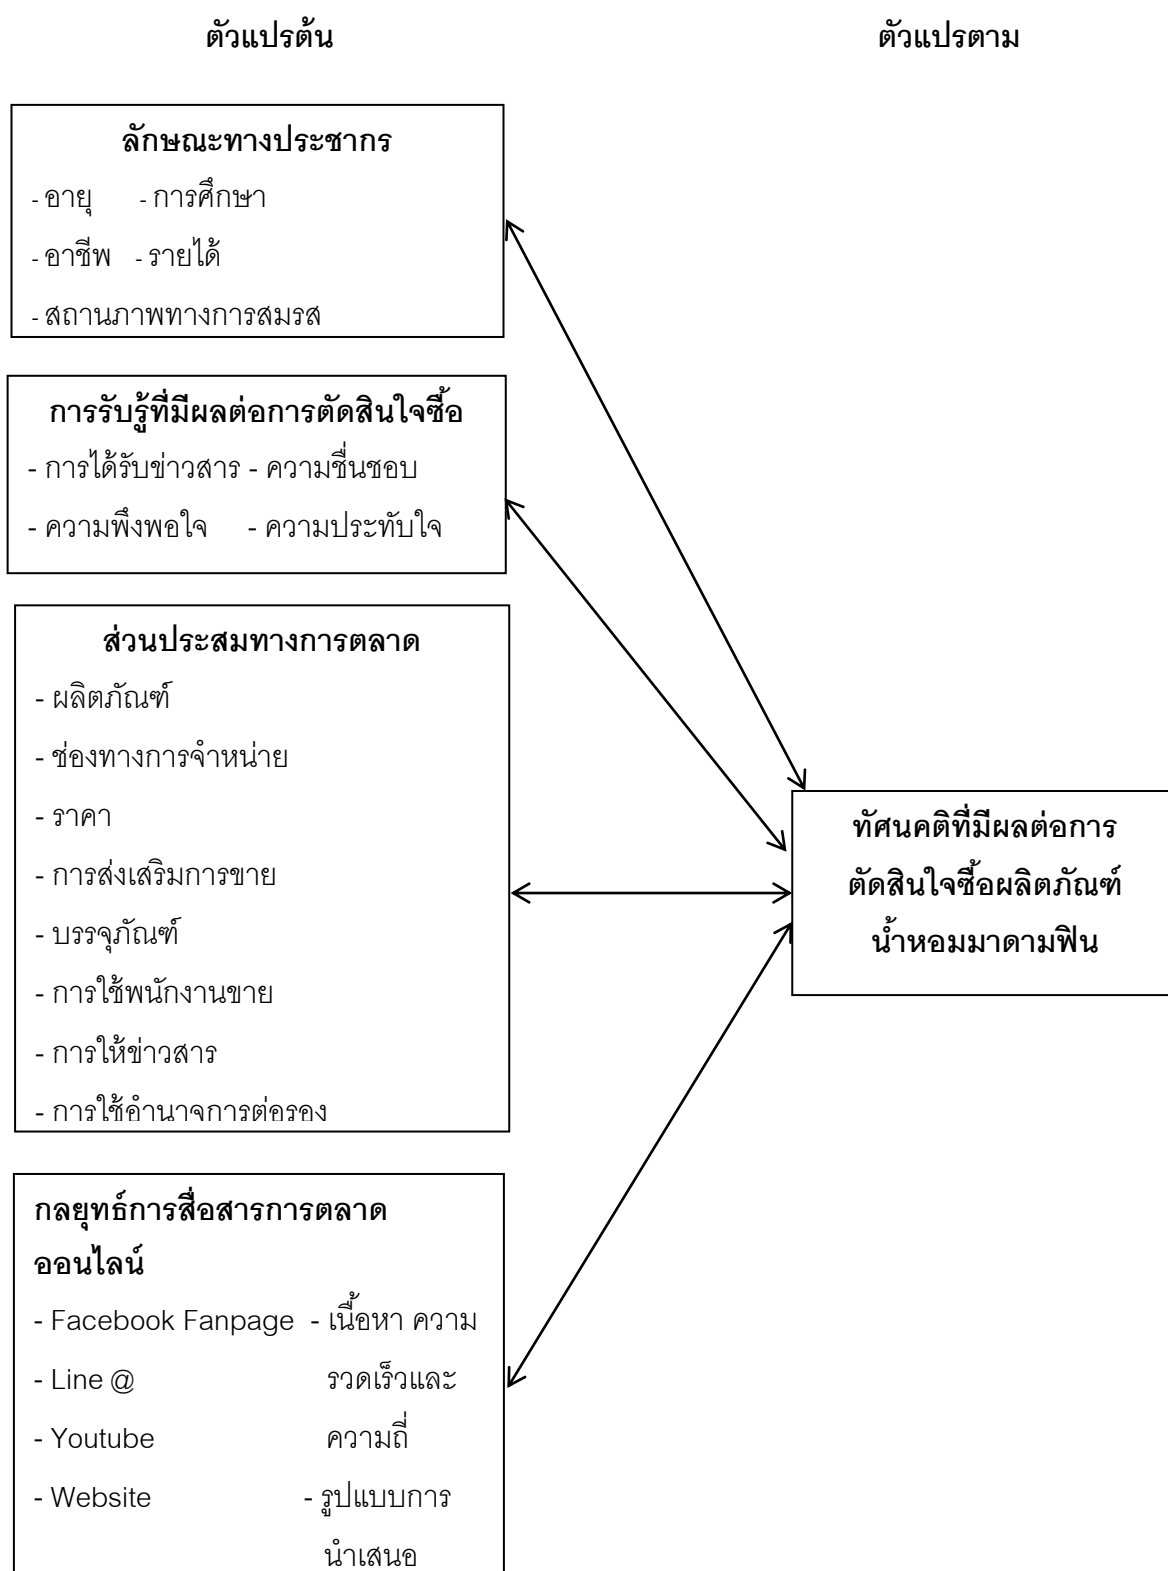 ตัวแปรต้น ตัวแปรตาม
ลักษณะทางประชากร
- อายุ - การศึกษา
- อาชีพ - รายได้
- สถานภาพทางการสมรส
การรับรู้ที่มีผลต่อการตัดสินใจซื้อ
- การได้รับข่าวสาร - ความชื่นชอบ
- ความพึงพอใจ - ความประทับใจ
ส่วนประสมทางการตลาด
- ผลิตภัณฑ์
- ช่องทางการจำหน่าย
- ราคา
- การส่งเสริมการขาย
- บรรจุภัณฑ์
- การใช้พนักงานขาย
- การให้ข่าวสาร
- การใช้อำนาจการต่อรอง
ทัศนคติที่มีผลต่อการ
ตัดสินใจซื้อผลิตภัณฑ์
น้ำหอมมาดามฟิน
กลยุทธ์การสื่อสารการตลาด
ออนไลน์
- Facebook Fanpage - เนื้อหา ความ
- Line @ รวดเร็วและ
- Youtube ความถี่
- Website - รูปแบบการ
นำเสนอ